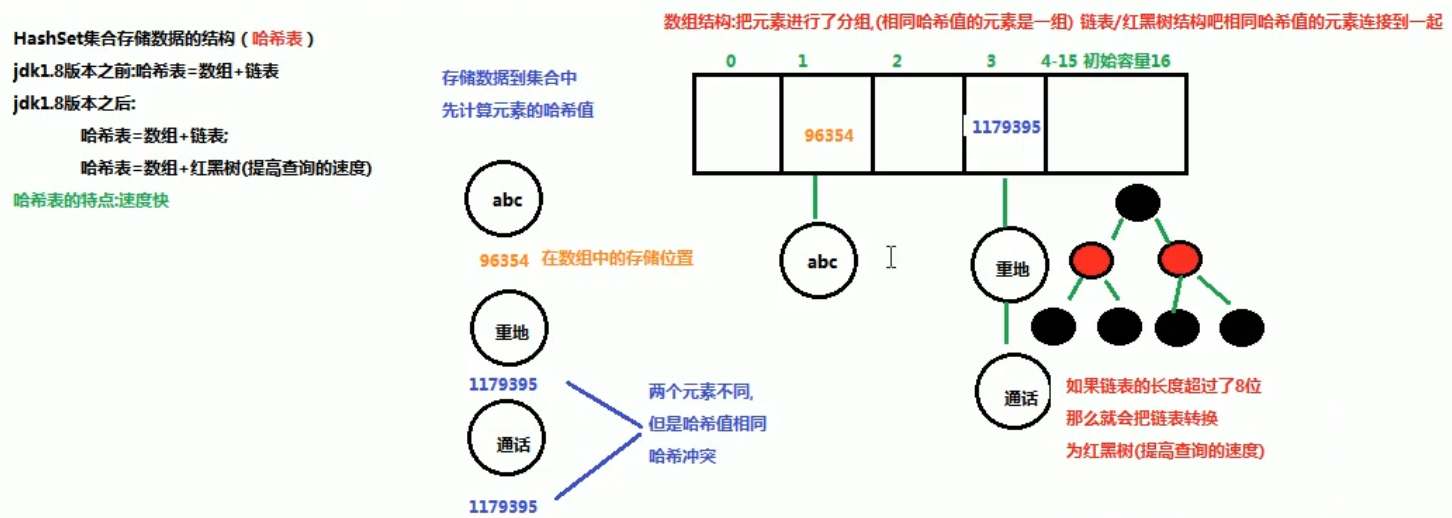 HashSet集合存储数据的结构（哈希表）
jdk1.8版本之前:哈希表=数组+链表
jdk1.8版本之后:
哈希表=数组+链表;
哈希表=数组+红黑树(提高查询的速度)
哈希表的特点:速度快
存储数据到集合中
先计算元素的哈希值
abc
96354 在数组中的存储位置
重地
1179395
通话
1179395
两个元素不同,
但是哈希值相同
哈希冲突
数组结构:把元素进行了分组,(相同哈希值的元素是一组) 链表/红黑树结构吧相同哈希值的元素连接到一起
0 1 2 3 4-15 初始容量16
96354 1179395
abc
重地
通话
如果链表的长度超过了8位
那么就会把链表转换
为红黑树(提高查询的速度)